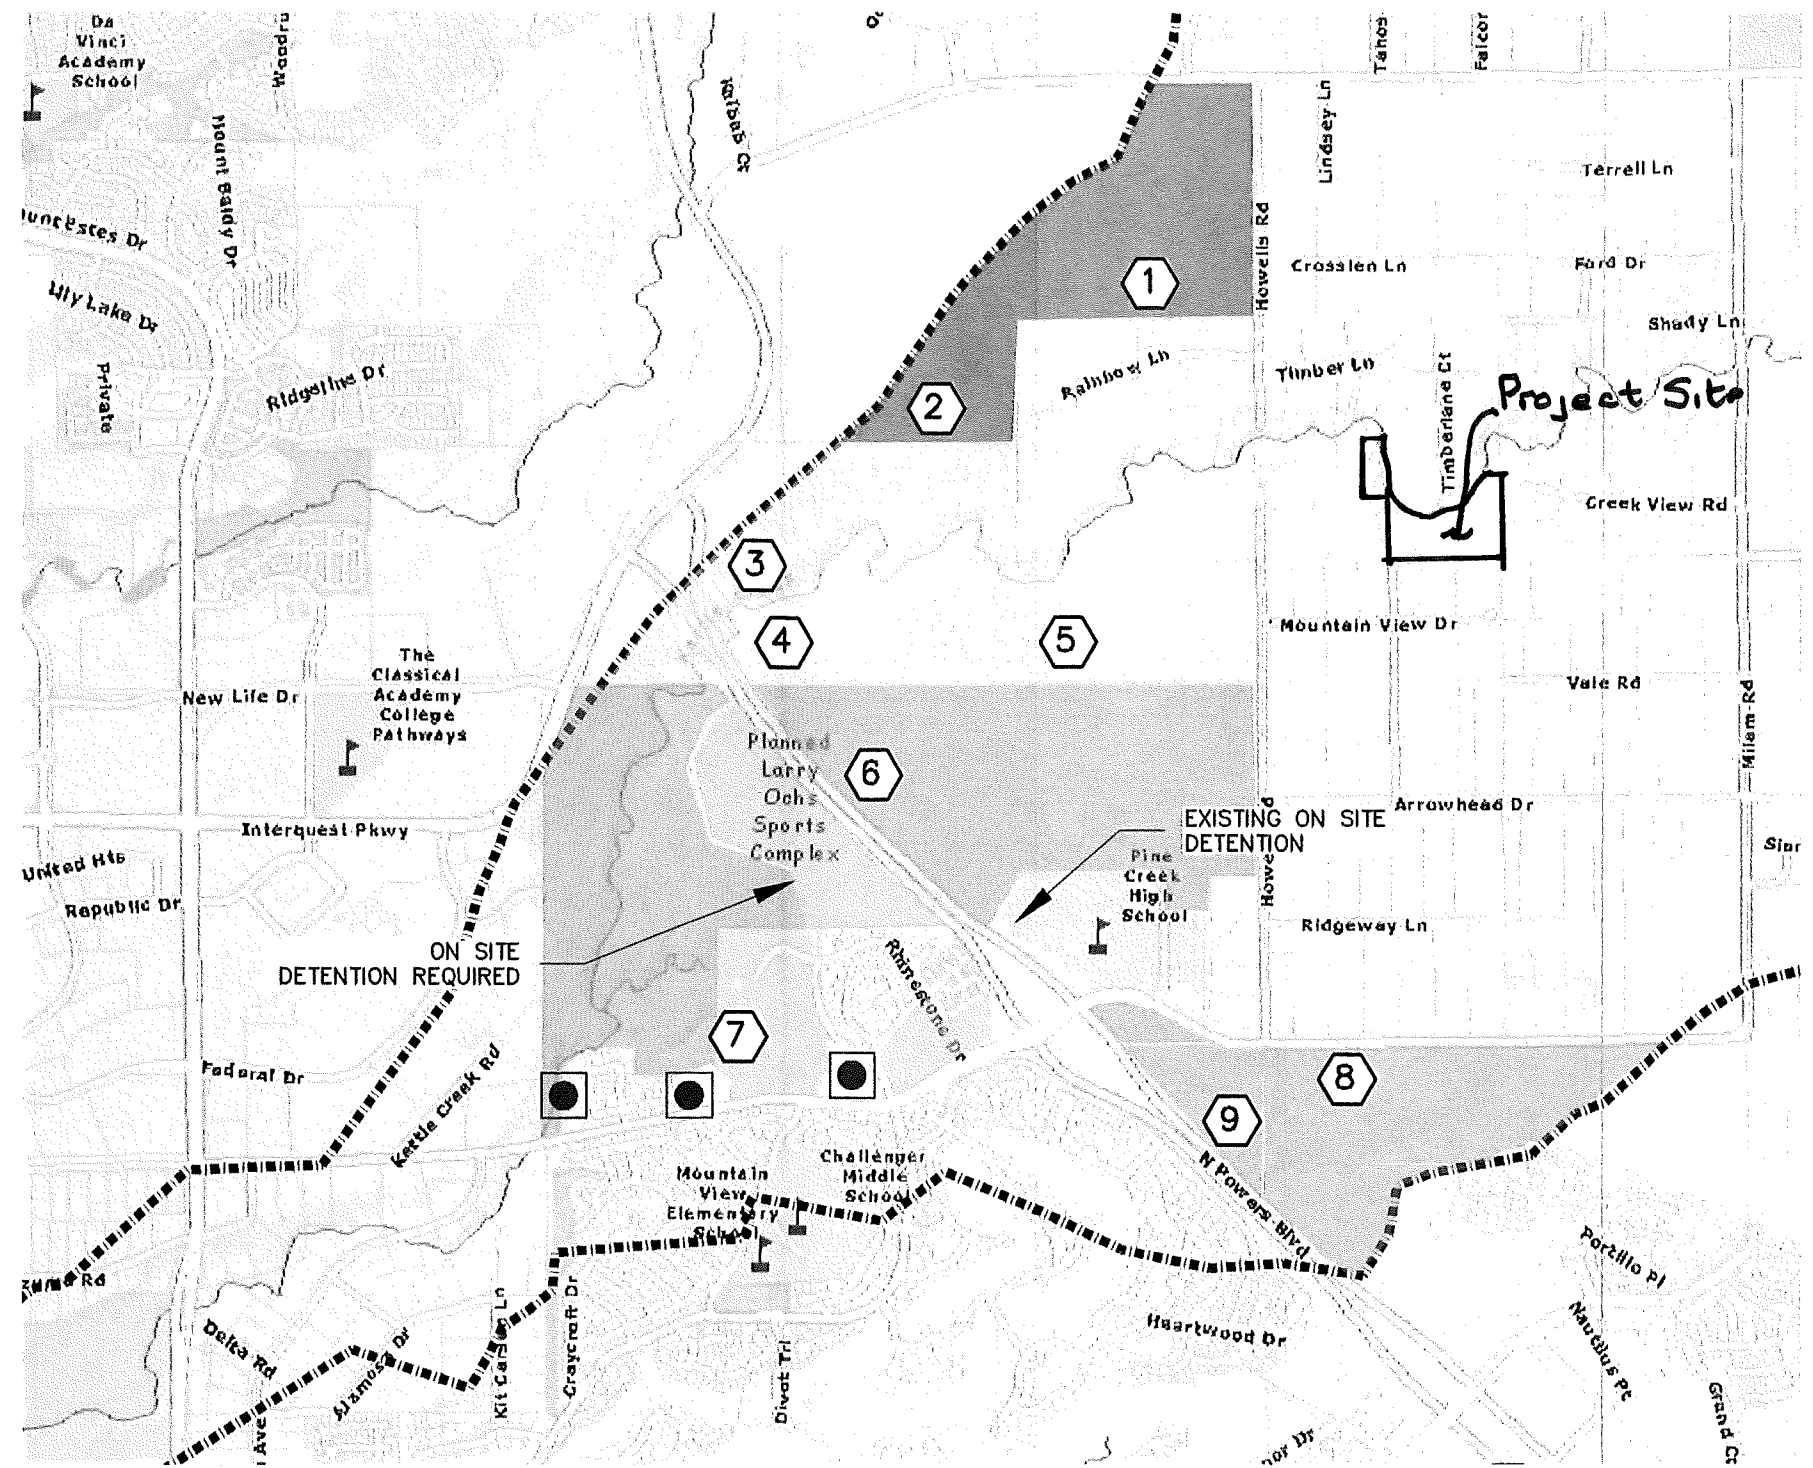 Da
Vinci
Academy
School
Woodru
Kalsas Ct
Tahos
Falcor
Lindsey Ln
Mount Baldy Dr
Terrell Ln
Howells Rd
Crosslen Ln
Ford Dr
Lily Lake Dr
Shady Ln
1
Private
Ridgeline Dr
Rainbow Ln
Timber Ln
Timberlane Ct
Project Site
2
Creek View Rd
3
4
5
Mountain View Dr
The
Classical
Academy
College
Pathways
New Life Dr
Vale Rd
Milam Rd
Planned
Larry
Ochs
Sports
Complex
6
Interquest Pkwy
EXISTING ON SITE
DETENTION
Arrowhead Dr
United Hts
Pine
Creek
High
School
Republic Dr
Ridgeway Ln
ON SITE
DETENTION REQUIRED
Rhinestone Dr
7
Federal Dr
Kettle Creek Rd
8
9
Mountain
View
Elementary
School
Challenger
Middle
School
N Powers Blvd
Portillo Pl
Delta Rd
Kit Carson Ln
Craycraft Dr
Divot Trl
Heartwood Dr
Nautilus Pt
Grand Ct
Ave